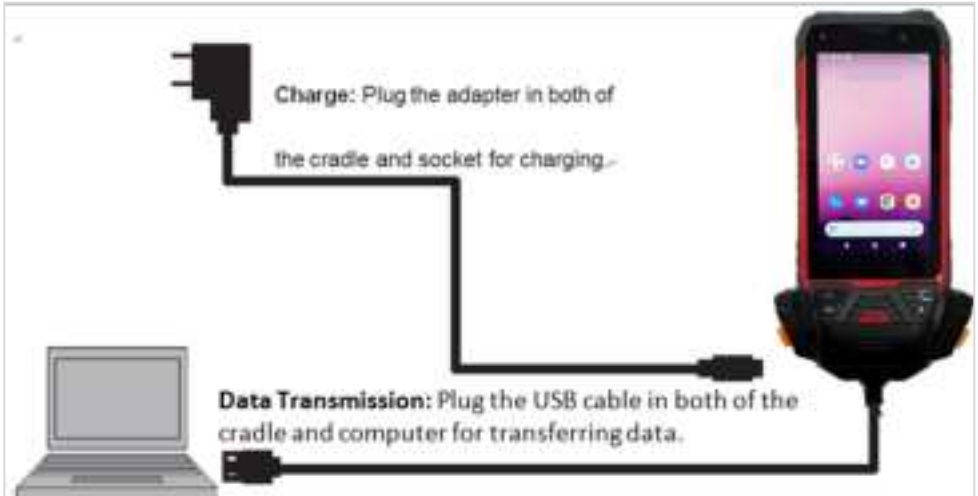 Charge: Plug the adapter in both of
the cradle and socket for charging.
Data Transmission: Plug the USB cable in both of the
cradle and computer for transferring data.